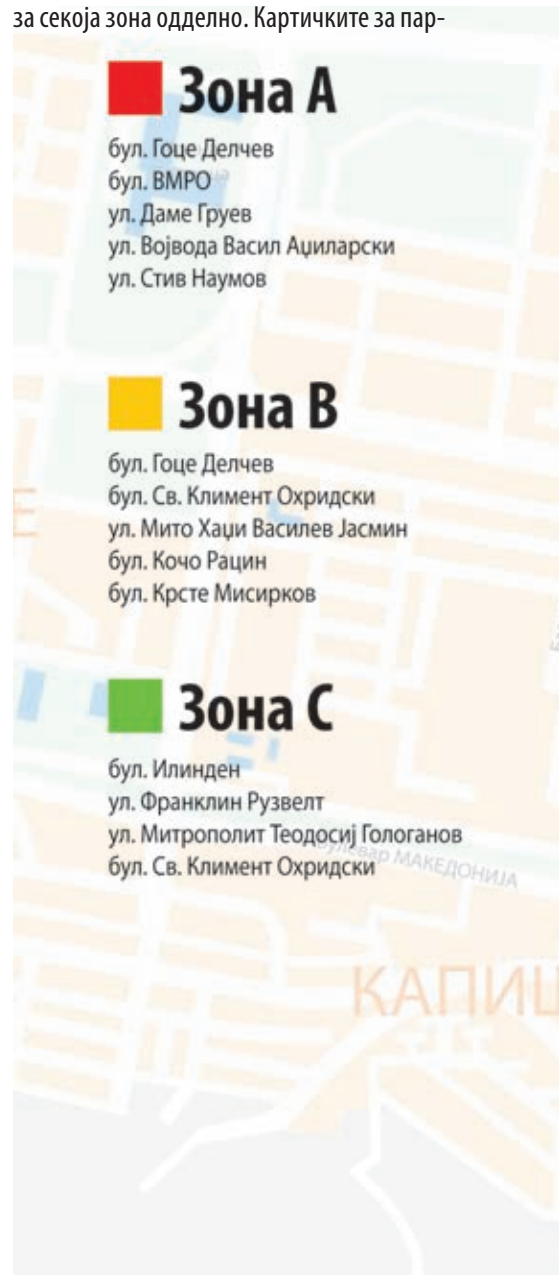 за секоја зона одделно. Картичките за пар-
Зона A
бул. Гоце Делчев
бул. ВМРО
ул. Даме Груев
ул. Војвода Васил Аџиларски
ул. Стив Наумов
Зона B
бул. Гоце Делчев
бул. Св. Климент Охридски
ул. Мито Хаџи Василев Јасмин
бул. Кочо Рацин
бул. Крсте Мисирков
Зона C
бул. Илинден
ул. Франклин Рузвелт
ул. Митрополит Теодосиј Гологанов
бул. Св. Климент Охридски
Булевар МАКЕДОНИЈА